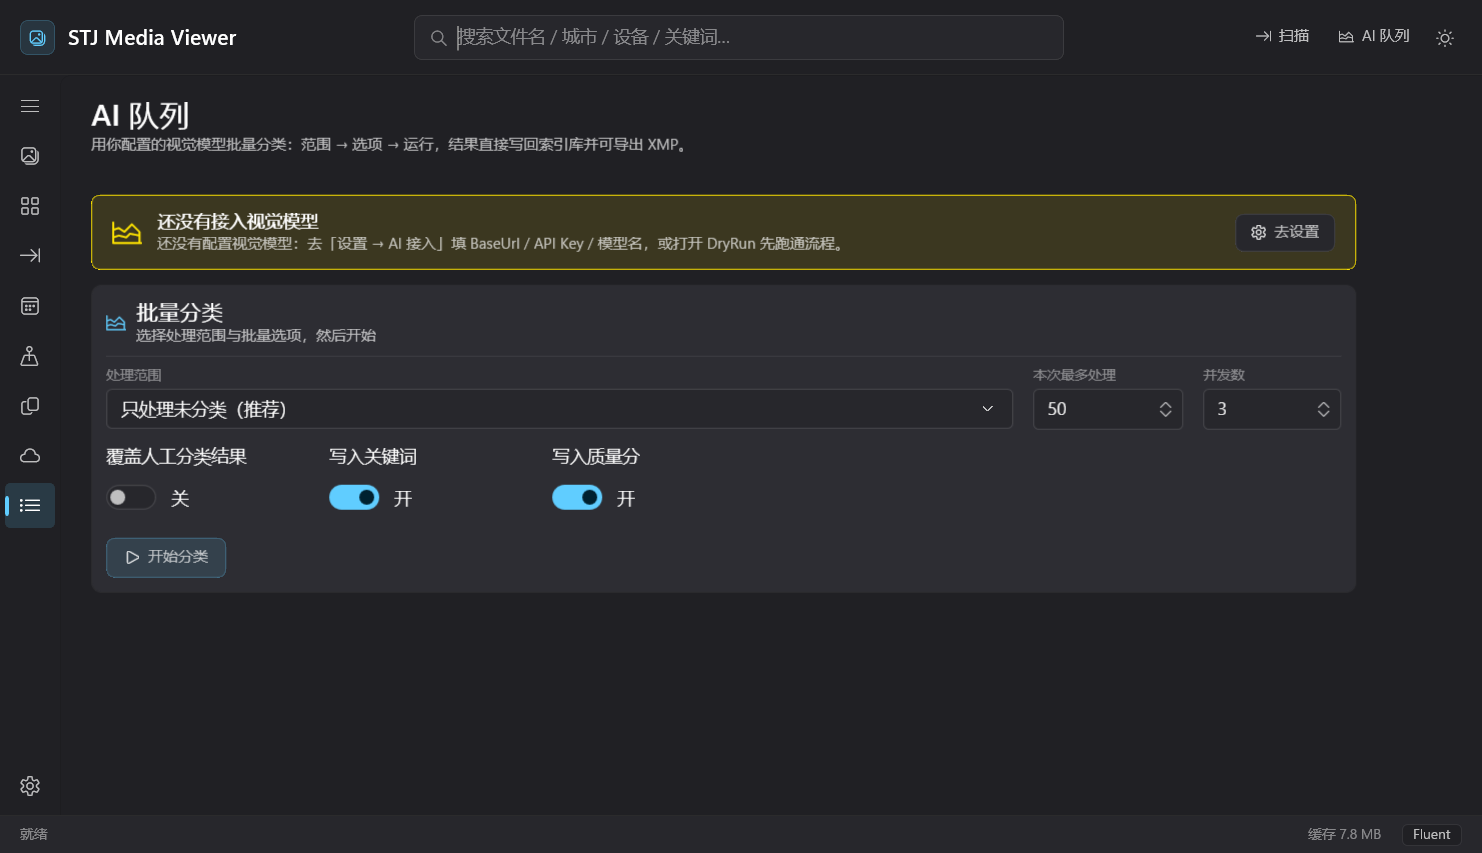 STJ Media Viewer
搜索文件名 / 城市 / 设备 / 关键词...
扫描
AI 队列
AI 队列
用你配置的视觉模型批量分类：范围 → 选项 → 运行，结果直接写回索引库并可导出 XMP。
还没有接入视觉模型
还没有配置视觉模型：去「设置 → AI 接入」填 BaseUrl / API Key / 模型名，或打开 DryRun 先跑通流程。
去设置
批量分类
选择处理范围与批量选项，然后开始
处理范围
本次最多处理
并发数
只处理未分类（推荐）
50
3
覆盖人工分类结果
写入关键词
写入质量分
关
开
开
开始分类
就绪
缓存 7.8 MB
Fluent